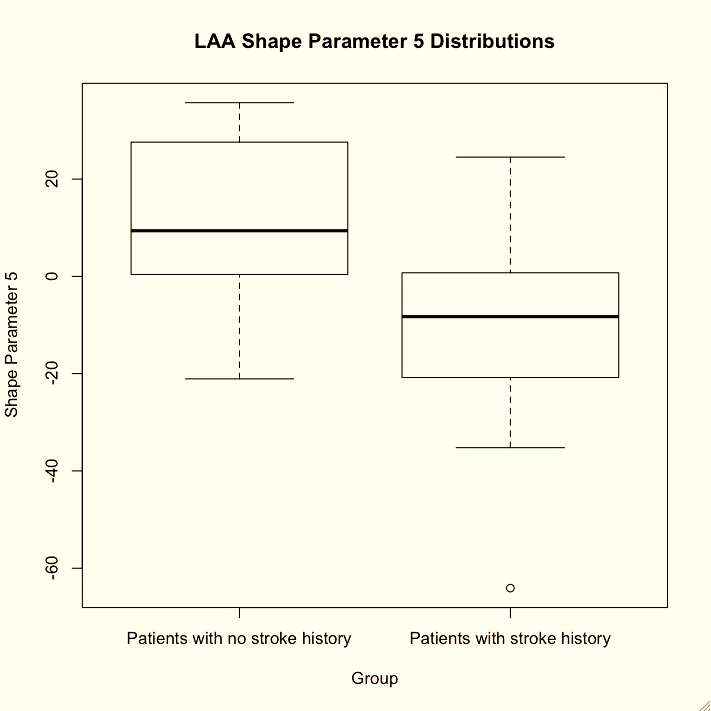 LAA Shape Parameter 5 Distributions
Shape Parameter 5
20
0
-20
-40
-60
Patients with no stroke history
Patients with stroke history
Group